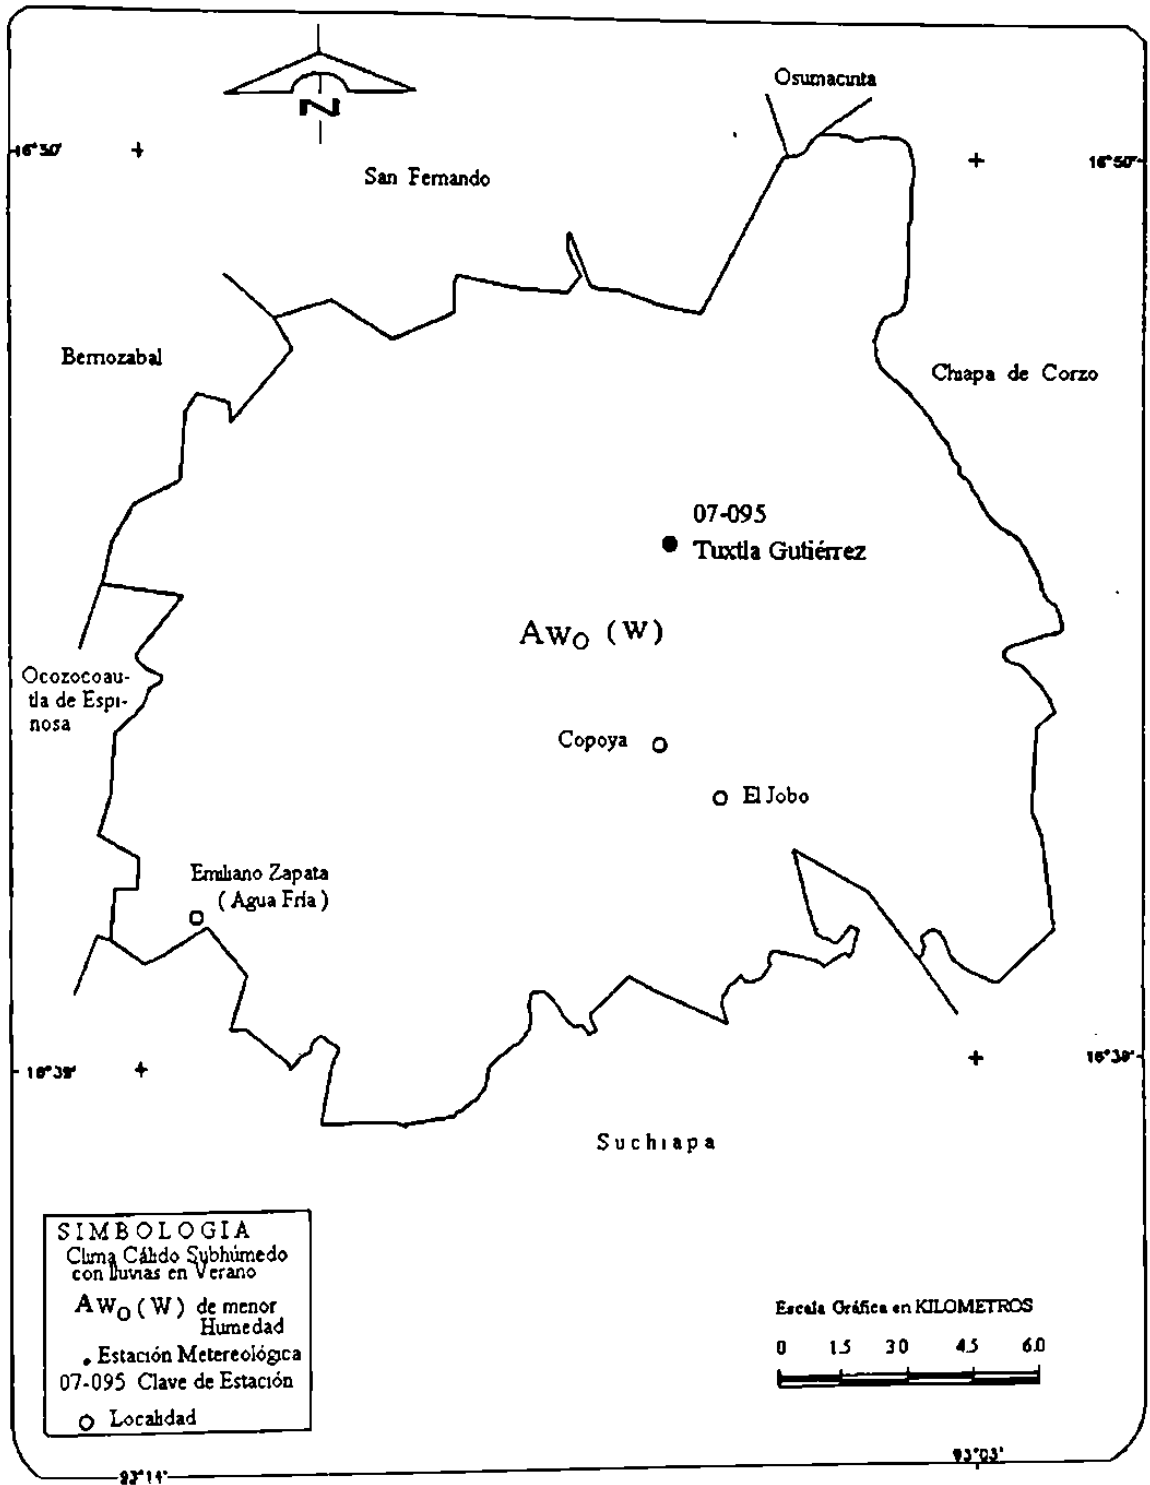 N
Osumacinta
16°50'
16°50'
San Fernando
Berriozabal
Chiapa de Corzo
07-095
Tuxtla Gutiérrez
AWO (W)
Ocozocoau-
tla de Espi-
nosa
Copoya
El Jobo
Emiliano Zapata
(Agua Fría)
16°39'
16°39'
Suchiapa
SIMBOLOGIA
Clima Cálido Subhúmedo
con lluvias en Verano
AWO (W) de menor
Humedad
Estación Metereológica
07-095 Clave de Estación
Localidad
Escala Gráfica en KILOMETROS
0 1.5 3.0 4.5 6.0
93°14'
93°03'